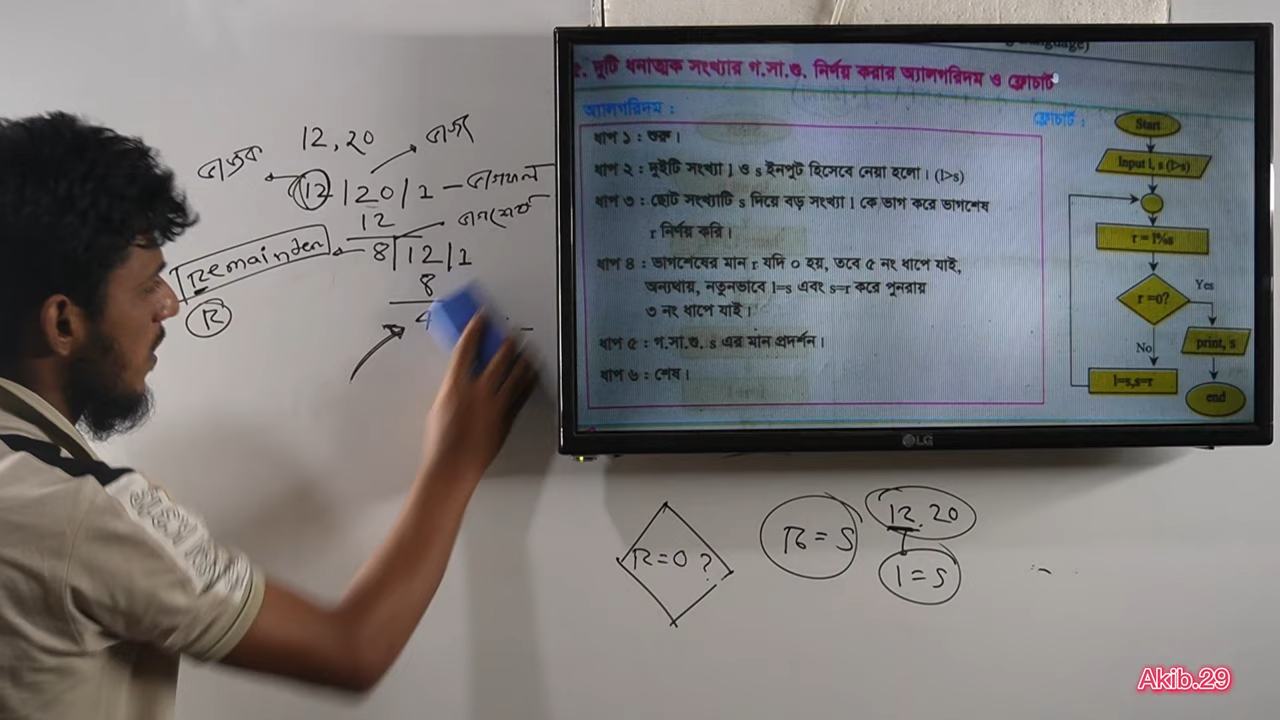 12, 20
ভাজ্য
ভাজক
12 | 20 | 1 – ভাগফল
12
ভাগশেষ
Remainder
8 | 12 | 1
8
R
4
guage)
৫. দুটি ধনাত্মক সংখ্যার গ.সা.গু. নির্ণয় করার অ্যালগরিদম ও ফ্লোচার্ট
অ্যালগরিদম :
ধাপ ১ : শুরু।
ধাপ ২ : দুইটি সংখ্যা l ও s ইনপুট হিসেবে নেয়া হলো। (l>s)
ধাপ ৩ : ছোট সংখ্যাটি s দিয়ে বড় সংখ্যা l কে ভাগ করে ভাগশেষ
r নির্ণয় করি।
ধাপ ৪ : ভাগশেষের মান r যদি ০ হয়, তবে ৫ নং ধাপে যাই,
অন্যথায়, নতুনভাবে l=s এবং s=r করে পুনরায়
৩ নং ধাপে যাই।
ধাপ ৫ : গ.সা.গু. s এর মান প্রদর্শন।
ধাপ ৬ : শেষ।
ফ্লোচার্ট :
Start
Input l, s (l>s)
r = l%s
r =0?
Yes
No
print, s
l=s,s=r
end
LG
R=0 ?
R=S
12, 20
l=S
Akib.29